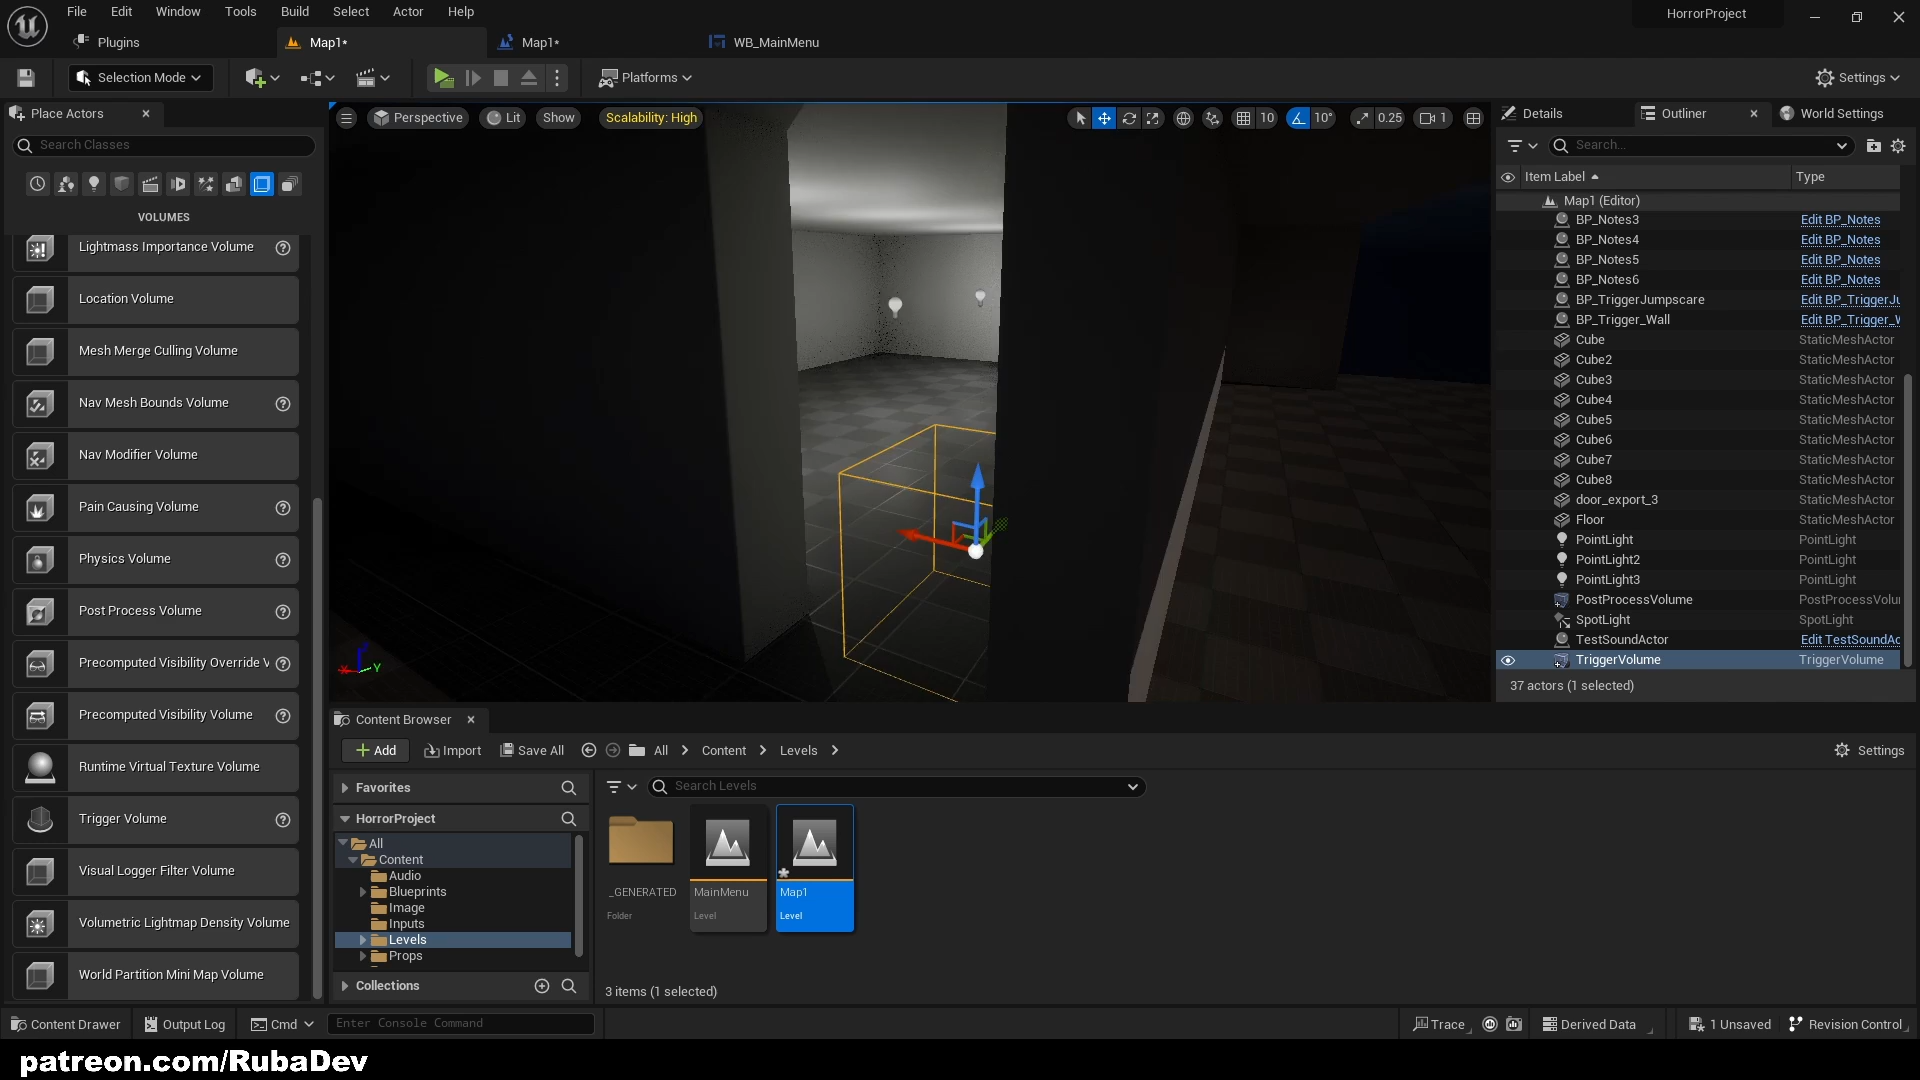 File Edit Window Tools Build Select Actor Help
HorrorProject
Plugins
Map1*
Map1*
WB_MainMenu
Selection Mode
Platforms
Settings
Place Actors
Search Classes
VOLUMES
Lightmass Importance Volume
Location Volume
Mesh Merge Culling Volume
Nav Mesh Bounds Volume
Nav Modifier Volume
Pain Causing Volume
Physics Volume
Post Process Volume
Precomputed Visibility Override V
Precomputed Visibility Volume
Runtime Virtual Texture Volume
Trigger Volume
Visual Logger Filter Volume
Volumetric Lightmap Density Volume
World Partition Mini Map Volume
Perspective
Lit
Show
Scalability: High
10
10°
0.25
1
X
Y
Details
Outliner
World Settings
Search...
Item Label Type
Map1 (Editor)
BP_Notes3 Edit BP_Notes
BP_Notes4 Edit BP_Notes
BP_Notes5 Edit BP_Notes
BP_Notes6 Edit BP_Notes
BP_TriggerJumpscare Edit BP_TriggerJu
BP_Trigger_Wall Edit BP_Trigger_W
Cube StaticMeshActor
Cube2 StaticMeshActor
Cube3 StaticMeshActor
Cube4 StaticMeshActor
Cube5 StaticMeshActor
Cube6 StaticMeshActor
Cube7 StaticMeshActor
Cube8 StaticMeshActor
door_export_3 StaticMeshActor
Floor StaticMeshActor
PointLight PointLight
PointLight2 PointLight
PointLight3 PointLight
PostProcessVolume PostProcessVolu
SpotLight SpotLight
TestSoundActor Edit TestSoundAc
TriggerVolume TriggerVolume
37 actors (1 selected)
Content Browser
Add
Import
Save All
All
Content
Levels
Settings
Favorites
HorrorProject
All
Content
Audio
Blueprints
Image
Inputs
Levels
Props
Collections
Search Levels
_GENERATED
Folder
MainMenu
Level
Map1
Level
3 items (1 selected)
Content Drawer
Output Log
Cmd
Enter Console Command
Trace
Derived Data
1 Unsaved
Revision Control
patreon.com/RubaDev